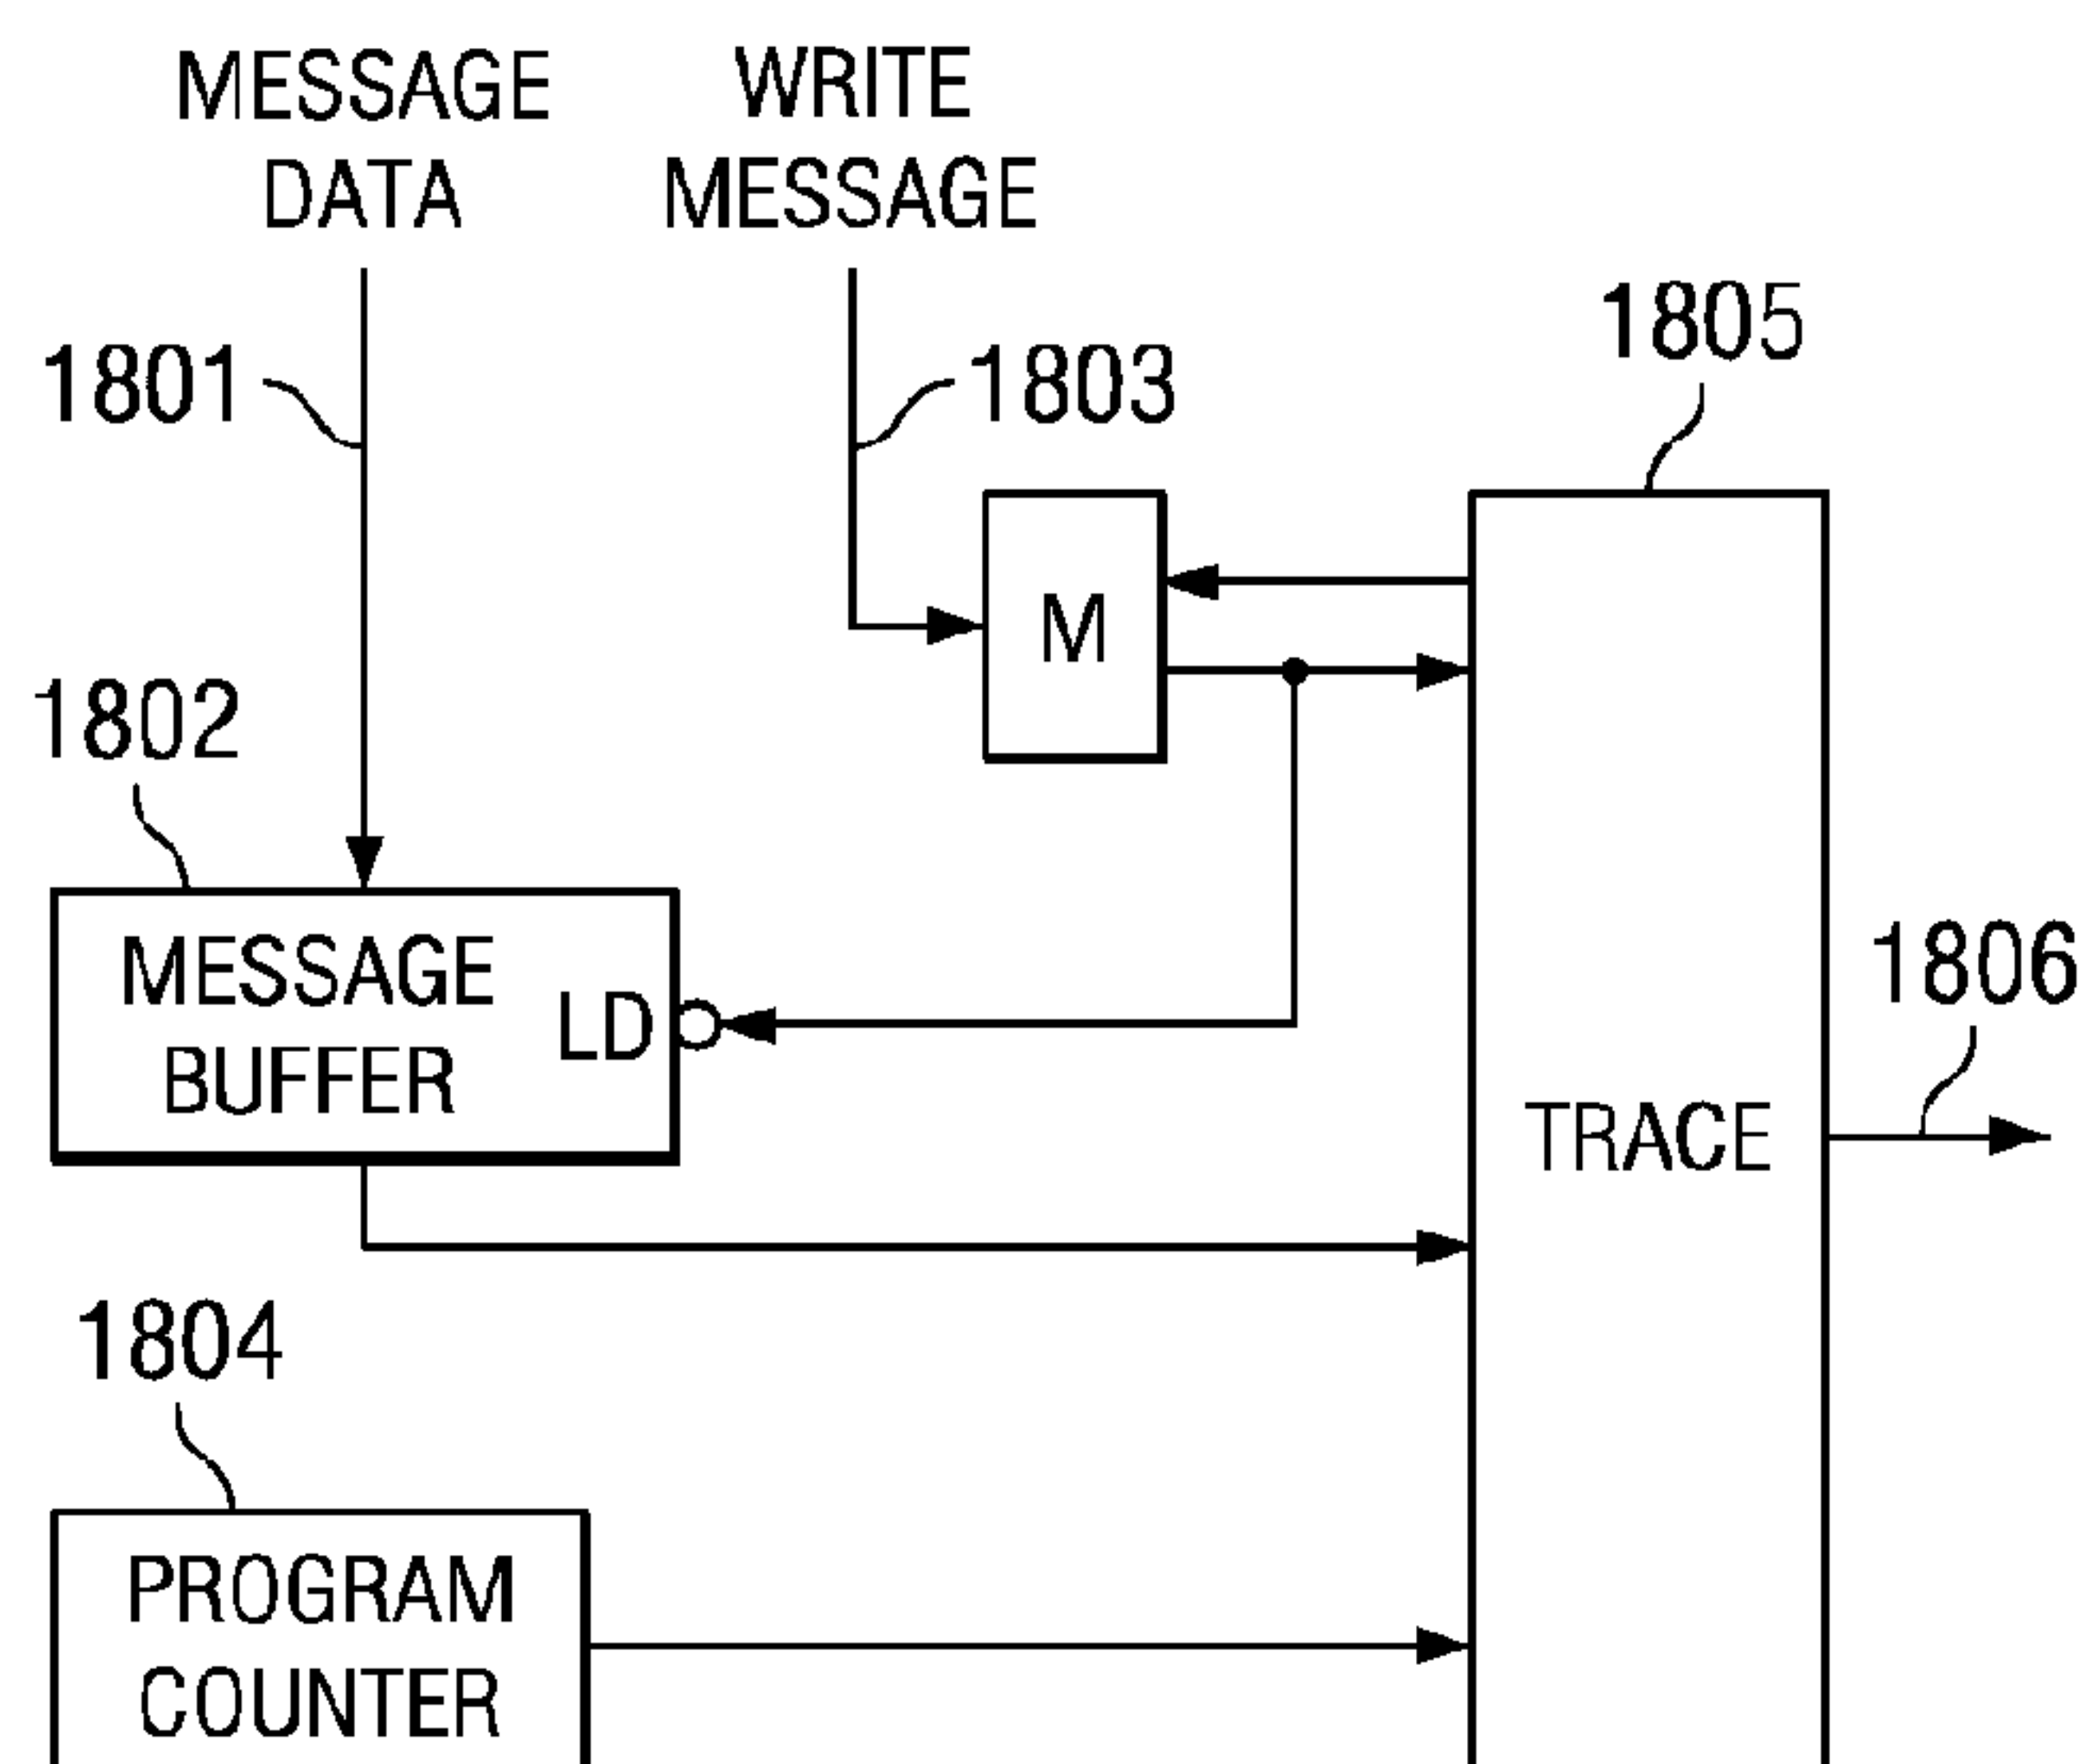 MESSAGE
DATA
WRITE
MESSAGE
1801
1803
1805
M
1802
MESSAGE
BUFFER
LD
1806
TRACE
1804
PROGRAM
COUNTER